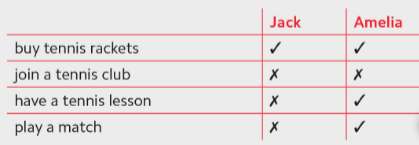 Jack Amelia
buy tennis rackets ✓ ✓
join a tennis club ✗ ✗
have a tennis lesson ✗ ✓
play a match ✗ ✓